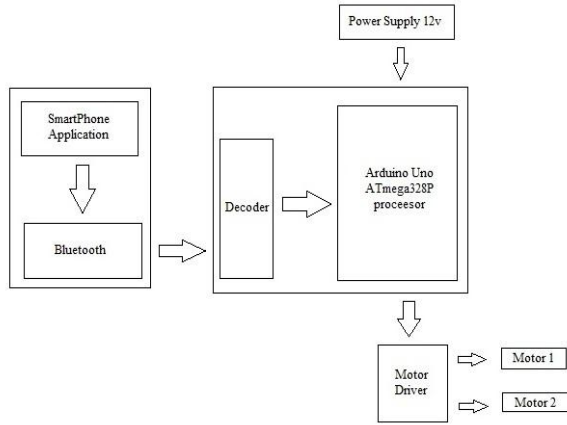 Power Supply 12v
SmartPhone
Application
Bluetooth
Decoder
Arduino Uno
ATmega328P
proceesor
Motor
Driver
Motor 1
Motor 2